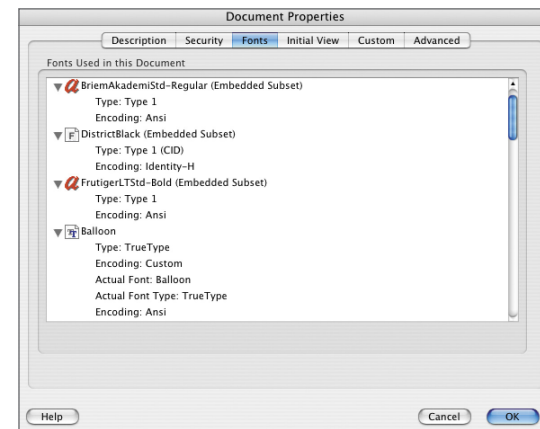 Document Properties
Description Security Fonts Initial View Custom Advanced
Fonts Used in this Document
BriemAkademiStd-Regular (Embedded Subset)
Type: Type 1
Encoding: Ansi
DistrictBlack (Embedded Subset)
Type: Type 1 (CID)
Encoding: Identity-H
FrutigerLTStd-Bold (Embedded Subset)
Type: Type 1
Encoding: Ansi
Balloon
Type: TrueType
Encoding: Custom
Actual Font: Balloon
Actual Font Type: TrueType
Encoding: Ansi
Help Cancel OK